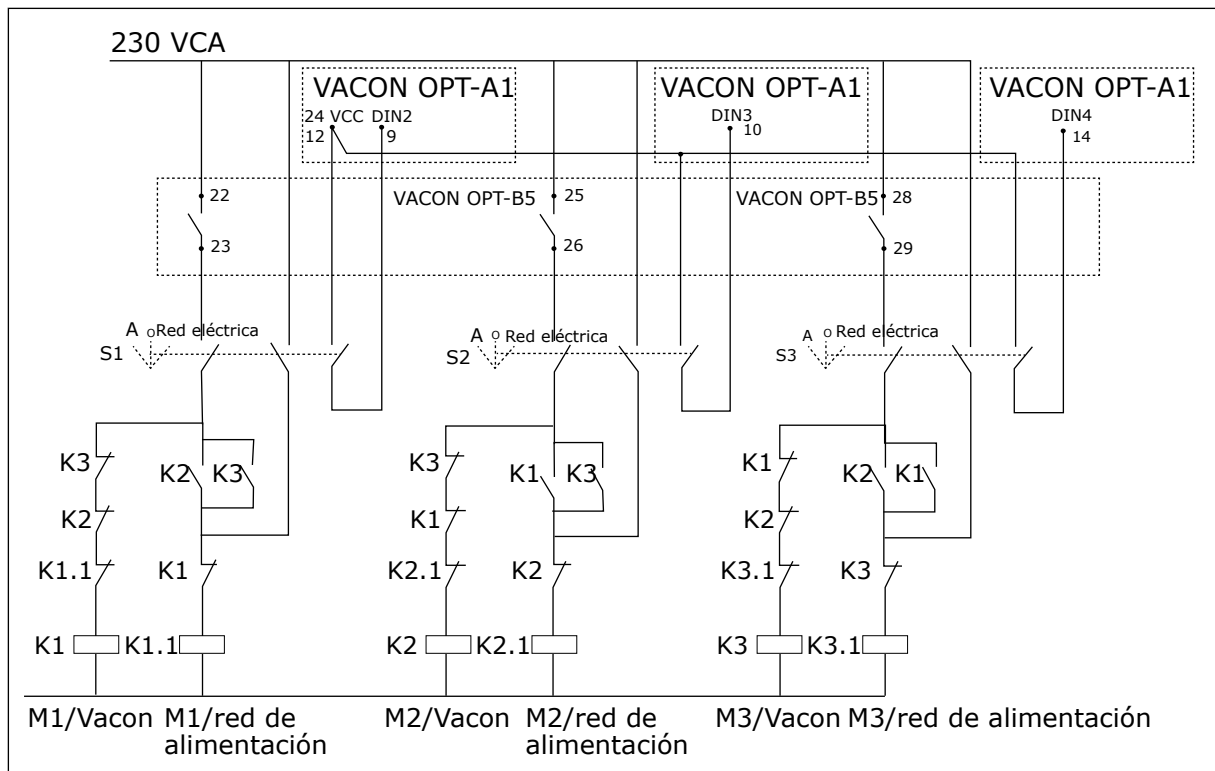 230 VCA
VACON OPT-A1
VACON OPT-A1
VACON OPT-A1
24 VCC
DIN2
DIN3
DIN4
12
9
10
14
22
VACON OPT-B5
25
VACON OPT-B5
28
23
26
29
A
O
Red eléctrica
A
O
Red eléctrica
A
O
Red eléctrica
S1
S2
S3
K3
K2
K3
K3
K1
K3
K1
K2
K1
K2
K1
K2
K1.1
K1
K2.1
K2
K3.1
K3
K1
K1.1
K2
K2.1
K3
K3.1
M1/Vacon
M1/red de
alimentación
M2/Vacon
M2/red de
alimentación
M3/Vacon
M3/red de alimentación